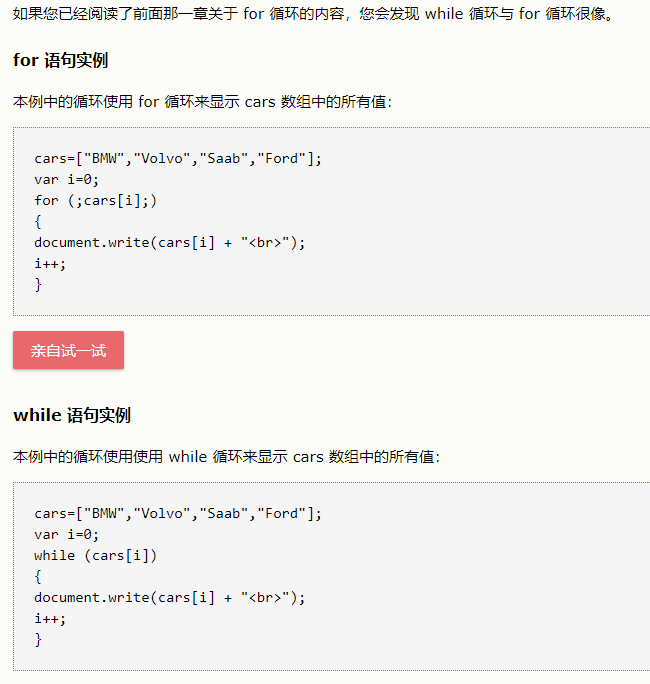 如果您已经阅读了前面那一章关于 for 循环的内容，您会发现 while 循环与 for 循环很像。
for 语句实例
本例中的循环使用 for 循环来显示 cars 数组中的所有值：
cars=["BMW","Volvo","Saab","Ford"];
var i=0;
for (;cars[i];)
{
document.write(cars[i] + "<br>");
i++;
}
亲自试一试
while 语句实例
本例中的循环使用使用 while 循环来显示 cars 数组中的所有值：
cars=["BMW","Volvo","Saab","Ford"];
var i=0;
while (cars[i])
{
document.write(cars[i] + "<br>");
i++;
}